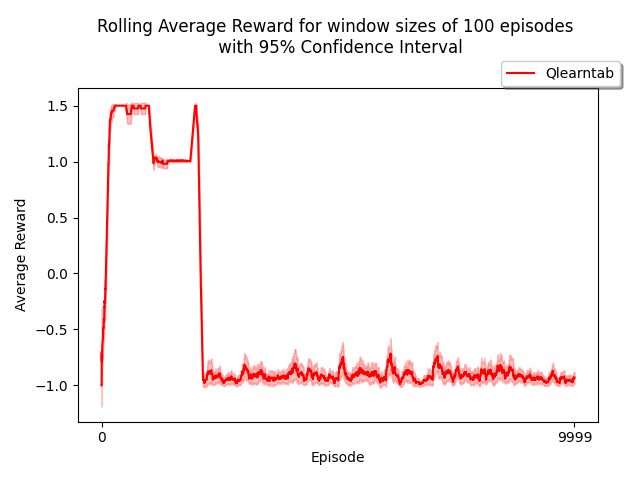 Rolling Average Reward for window sizes of 100 episodes
with 95% Confidence Interval
Qlearntab
1.5
1.0
0.5
0.0
−0.5
−1.0
Average Reward
0
9999
Episode